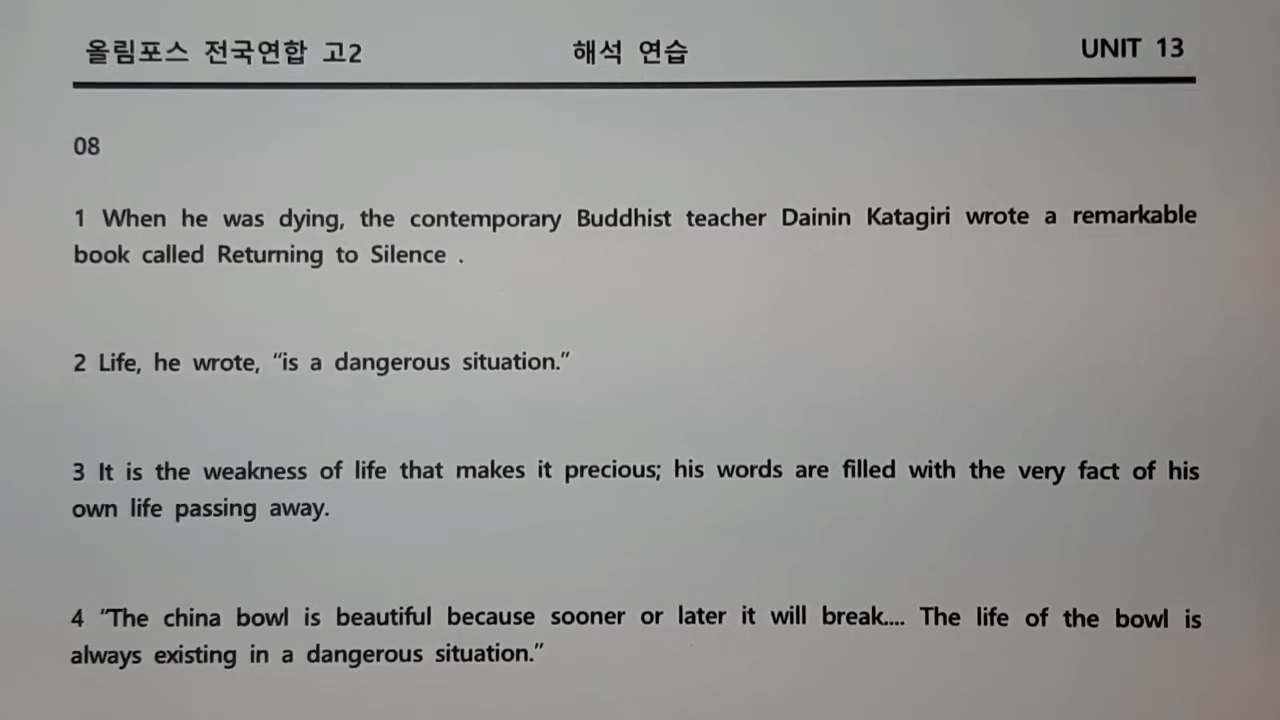 올림포스 전국연합 고2 해석 연습 UNIT 13
08
1 When he was dying, the contemporary Buddhist teacher Dainin Katagiri wrote a remarkable
book called Returning to Silence .
2 Life, he wrote, “is a dangerous situation.”
3 It is the weakness of life that makes it precious; his words are filled with the very fact of his
own life passing away.
4 “The china bowl is beautiful because sooner or later it will break.... The life of the bowl is
always existing in a dangerous situation.”